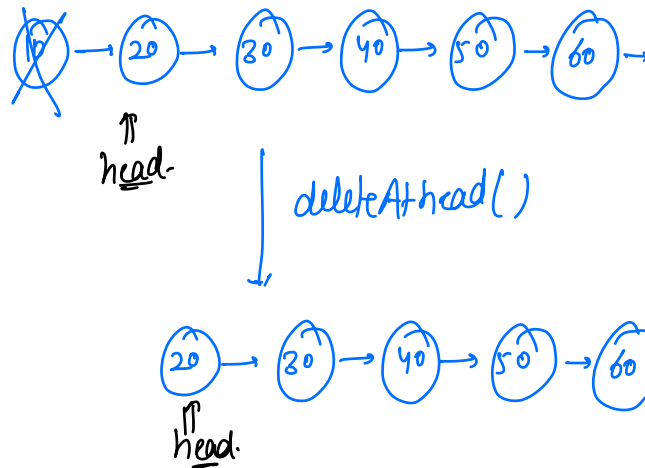 10 → 20 → 30 → 40 → 50 → 60 →
head.
deleteAthead()
20 → 30 → 40 → 50 → 60
head.